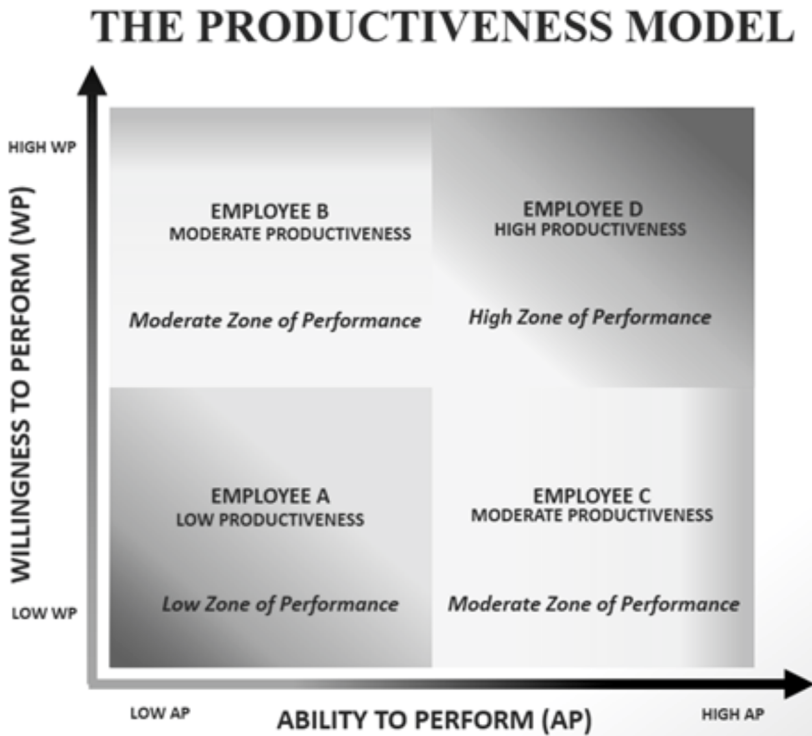 THE PRODUCTIVENESS MODEL
HIGH WP
WILLINGNESS TO PERFORM (WP)
LOW WP
EMPLOYEE B
MODERATE PRODUCTIVENESS
Moderate Zone of Performance
EMPLOYEE D
HIGH PRODUCTIVENESS
High Zone of Performance
EMPLOYEE A
LOW PRODUCTIVENESS
Low Zone of Performance
EMPLOYEE C
MODERATE PRODUCTIVENESS
Moderate Zone of Performance
LOW AP
ABILITY TO PERFORM (AP)
HIGH AP